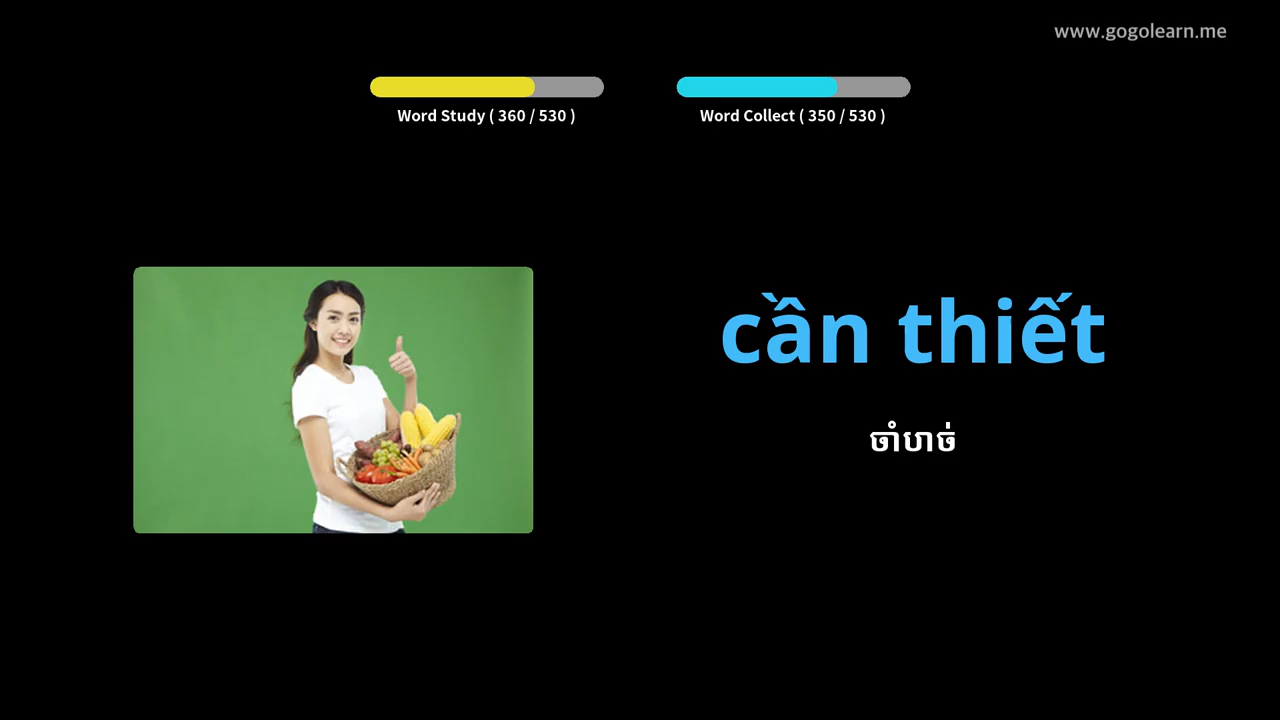 www.gogolearn.me
Word Study ( 360 / 530 )
Word Collect ( 350 / 530 )
cần thiết
ចាំបាច់